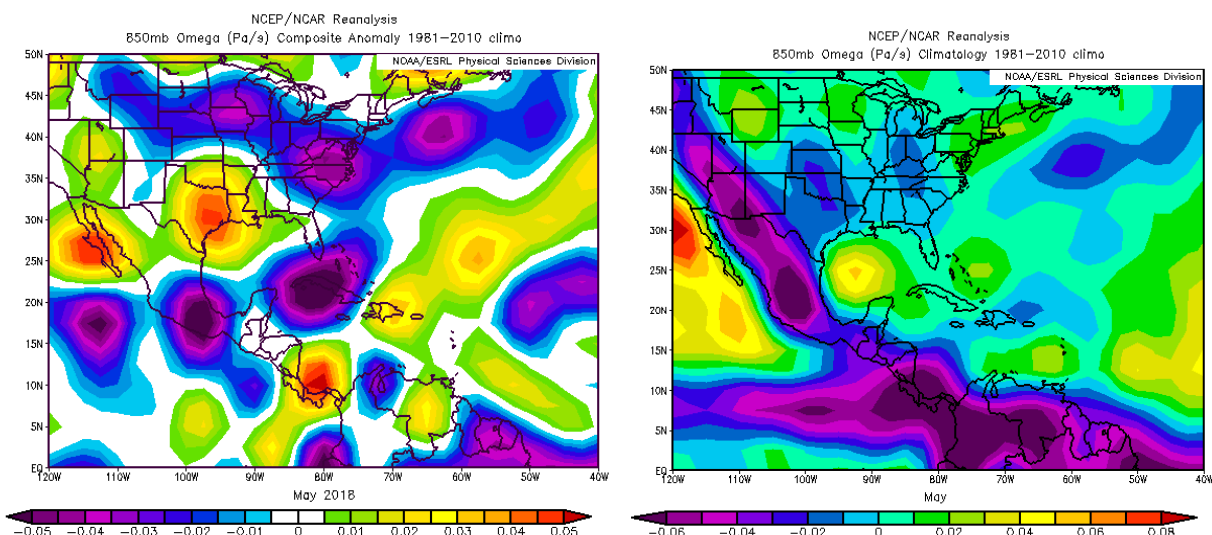 NCEP/NCAR Reanalysis
850mb Omega (Pa/s) Composite Anomaly 1981-2010 clima
NOAA/ESRL Physical Sciences Division
50N
45N
40N
35N
30N
25N
20N
15N
10N
5N
EQ
120W 110W 100W 90W 80W 70W 60W 50W 40W
May 2018
-0.05 -0.04 -0.03 -0.02 -0.01 0 0.01 0.02 0.03 0.04 0.05
NCEP/NCAR Reanalysis
850mb Omega (Pa/s) Climatology 1981-2010 climo
NOAA/ESRL Physical Sciences Division
50N
45N
40N
35N
30N
25N
20N
15N
10N
5N
EQ
120W 110W 100W 90W 80W 70W 60W 50W 40W
May
-0.06 -0.04 -0.02 0 0.02 0.04 0.06 0.08